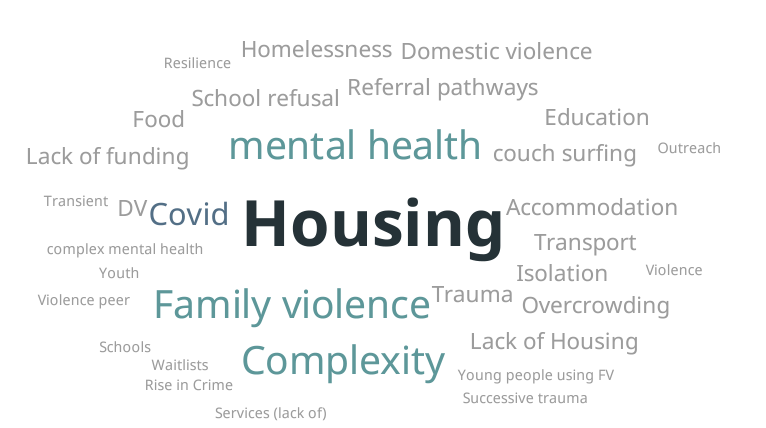 Homelessness
Domestic violence
Resilience
Referral pathways
School refusal
Food
Education
mental health
couch surfing
Outreach
Lack of funding
Transient
DV
Covid
Housing
Accommodation
Transport
complex mental health
Youth
Isolation
Violence
Violence peer
Family violence
Trauma
Overcrowding
Lack of Housing
Schools
Waitlists
Complexity
Young people using FV
Rise in Crime
Successive trauma
Services (lack of)